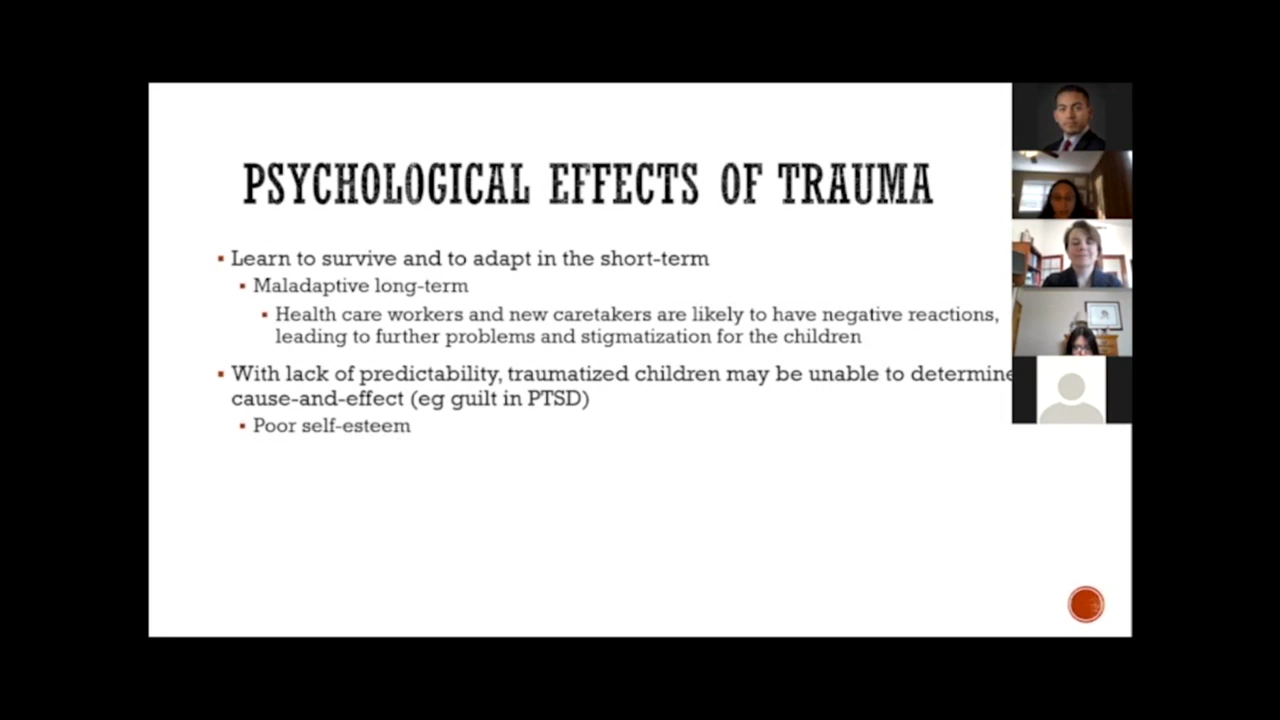 PSYCHOLOGICAL EFFECTS OF TRAUMA
Learn to survive and to adapt in the short-term
Maladaptive long-term
Health care workers and new caretakers are likely to have negative reactions,
leading to further problems and stigmatization for the children
With lack of predictability, traumatized children may be unable to determine
cause-and-effect (eg guilt in PTSD)
Poor self-esteem